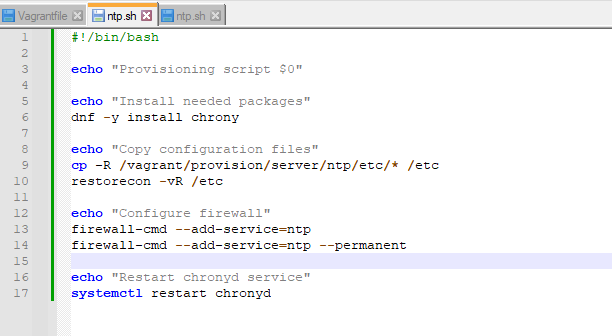 Vagrantfile ntp.sh ntp.sh
1 #!/bin/bash
2
3 echo "Provisioning script $0"
4
5 echo "Install needed packages"
6 dnf -y install chrony
7
8 echo "Copy configuration files"
9 cp -R /vagrant/provision/server/ntp/etc/* /etc
10 restorecon -vR /etc
11
12 echo "Configure firewall"
13 firewall-cmd --add-service=ntp
14 firewall-cmd --add-service=ntp --permanent
15
16 echo "Restart chronyd service"
17 systemctl restart chronyd